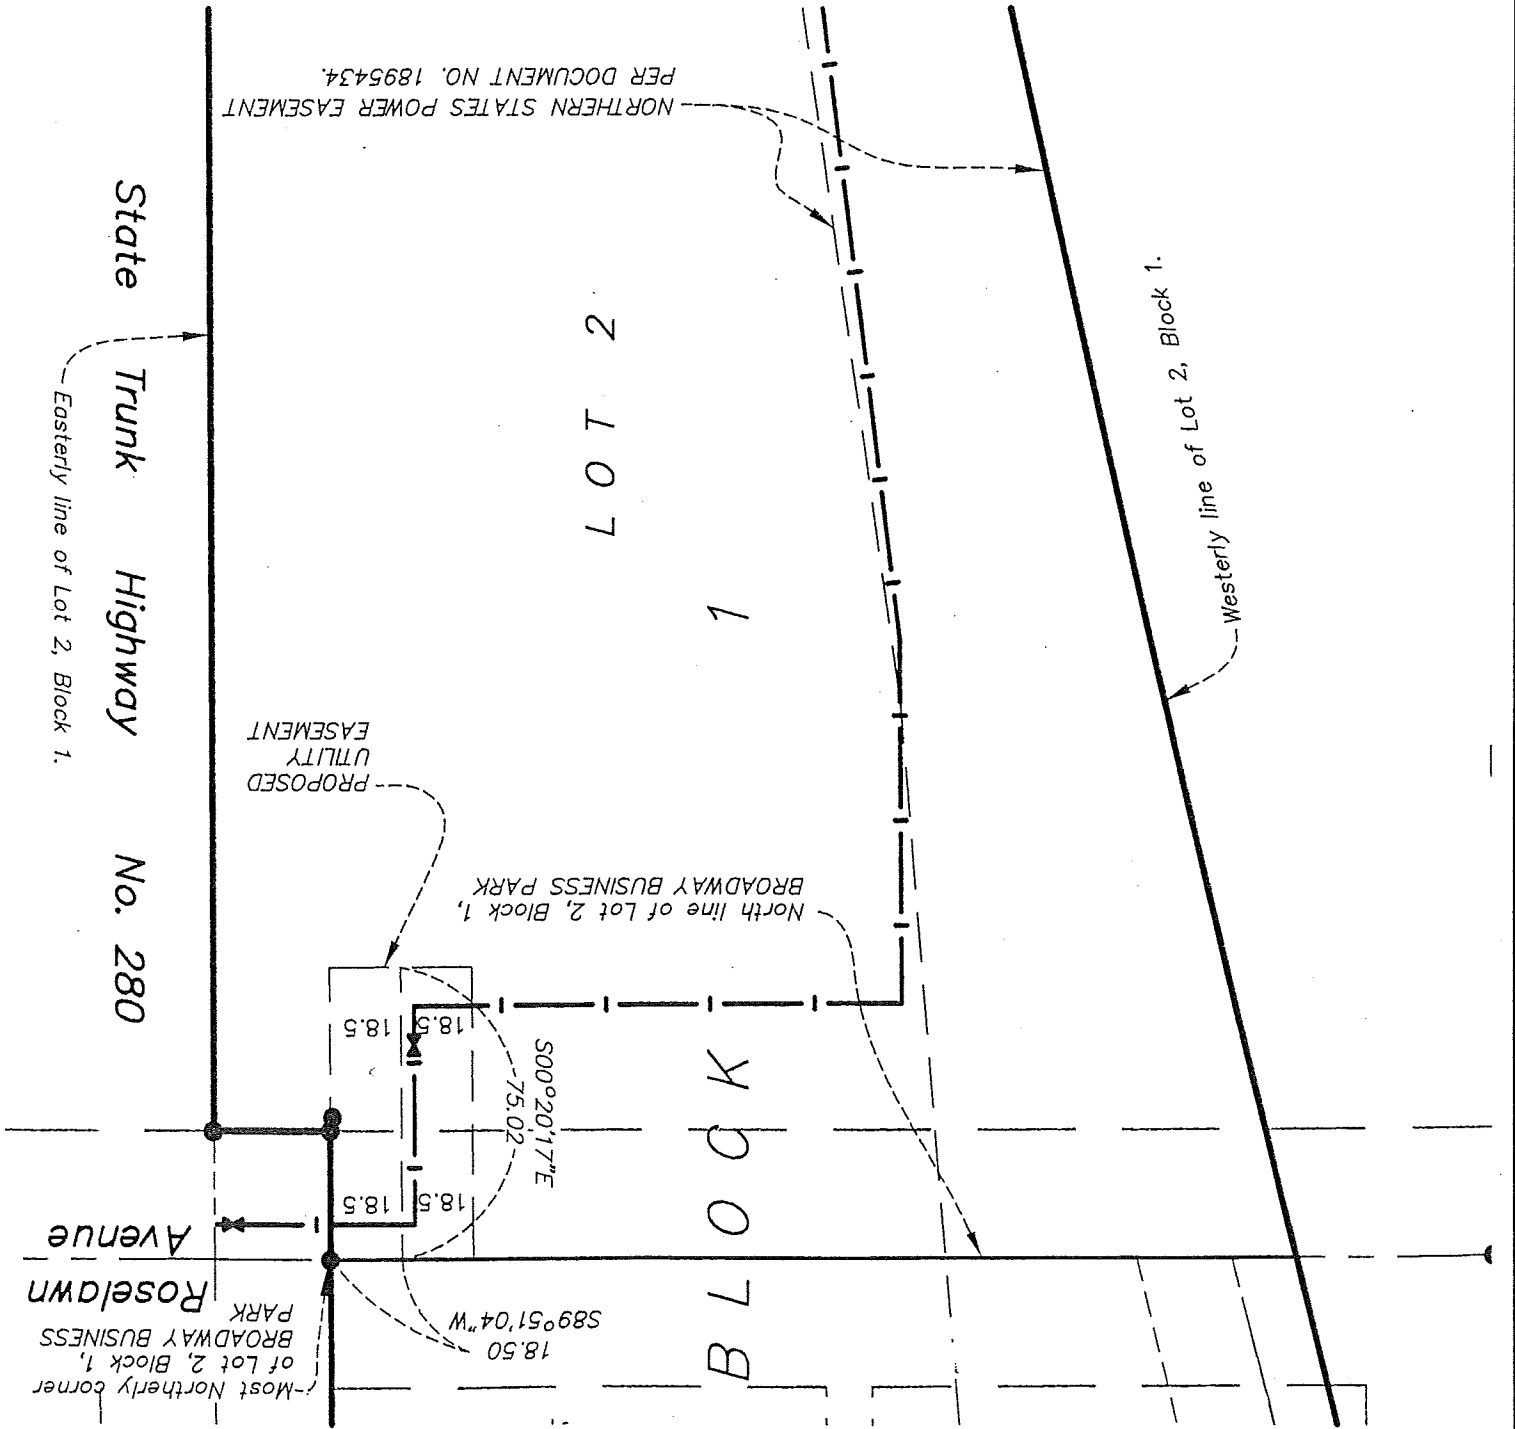 NORTHERN STATES POWER EASEMENT
PER DOCUMENT NO. 1895434.
State Trunk Highway No. 280
Easterly line of Lot 2, Block 1.
LOT 2
1
BLOCK
Westerly line of Lot 2, Block 1.
PROPOSED
UTILITY
EASEMENT
North line of Lot 2, Block 1,
BROADWAY BUSINESS PARK
18.5
18.5
S00°20'17"E
75.02
18.5
18.5
Roselawn
Avenue
18.50
S89°51'04"W
Most Northerly corner
of Lot 2, Block 1,
BROADWAY BUSINESS
PARK